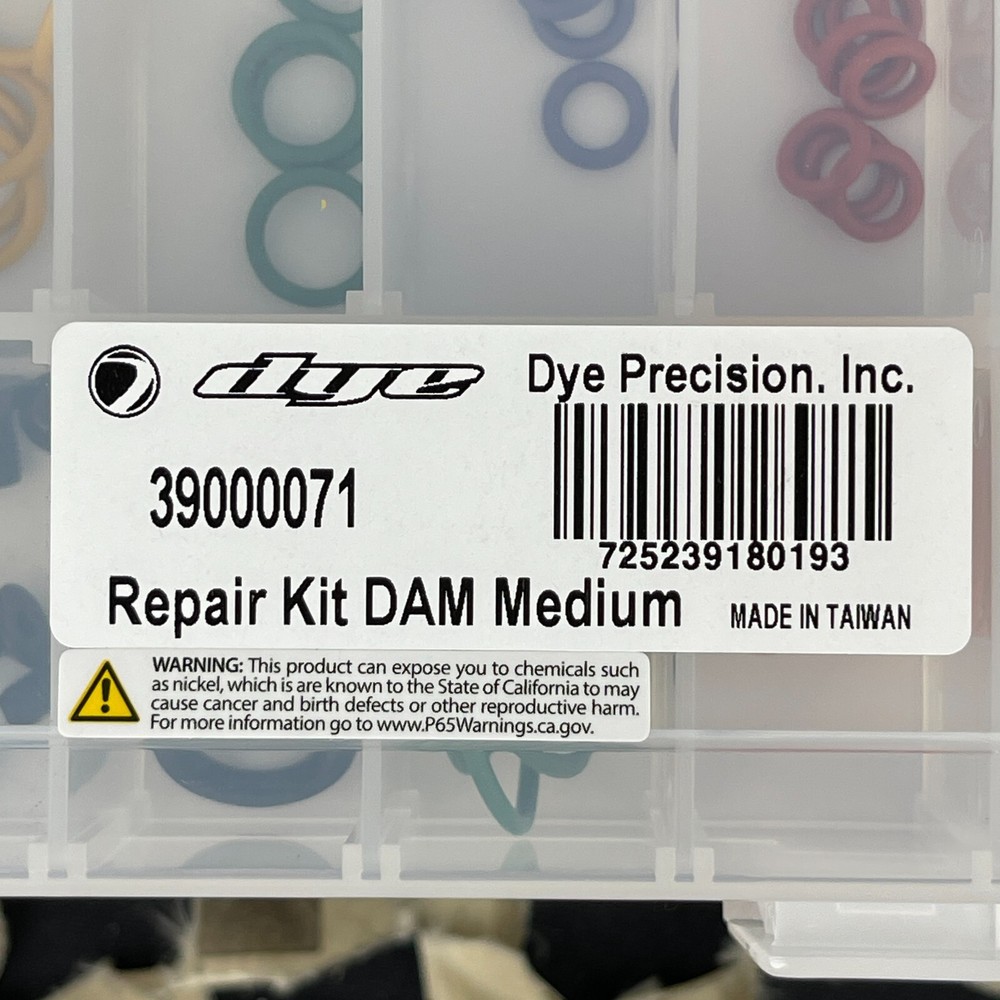 dye
Dye Precision. Inc.
39000071
725239180193
Repair Kit DAM Medium
MADE IN TAIWAN
WARNING: This product can expose you to chemicals such
as nickel, which is are known to the State of California to may
cause cancer and birth defects or other reproductive harm.
For more information go to www.P65Warnings.ca.gov.